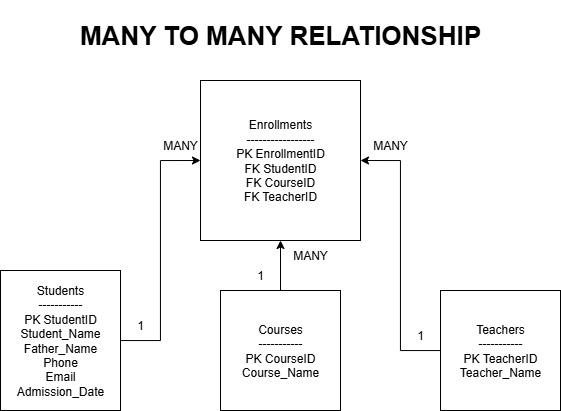 MANY TO MANY RELATIONSHIP
Enrollments
-----------------
PK EnrollmentID
FK StudentID
FK CourseID
FK TeacherID
MANY
MANY
MANY
1
1
1
Students
-----------
PK StudentID
Student_Name
Father_Name
Phone
Email
Admission_Date
Courses
-----------
PK CourseID
Course_Name
Teachers
-----------
PK TeacherID
Teacher_Name